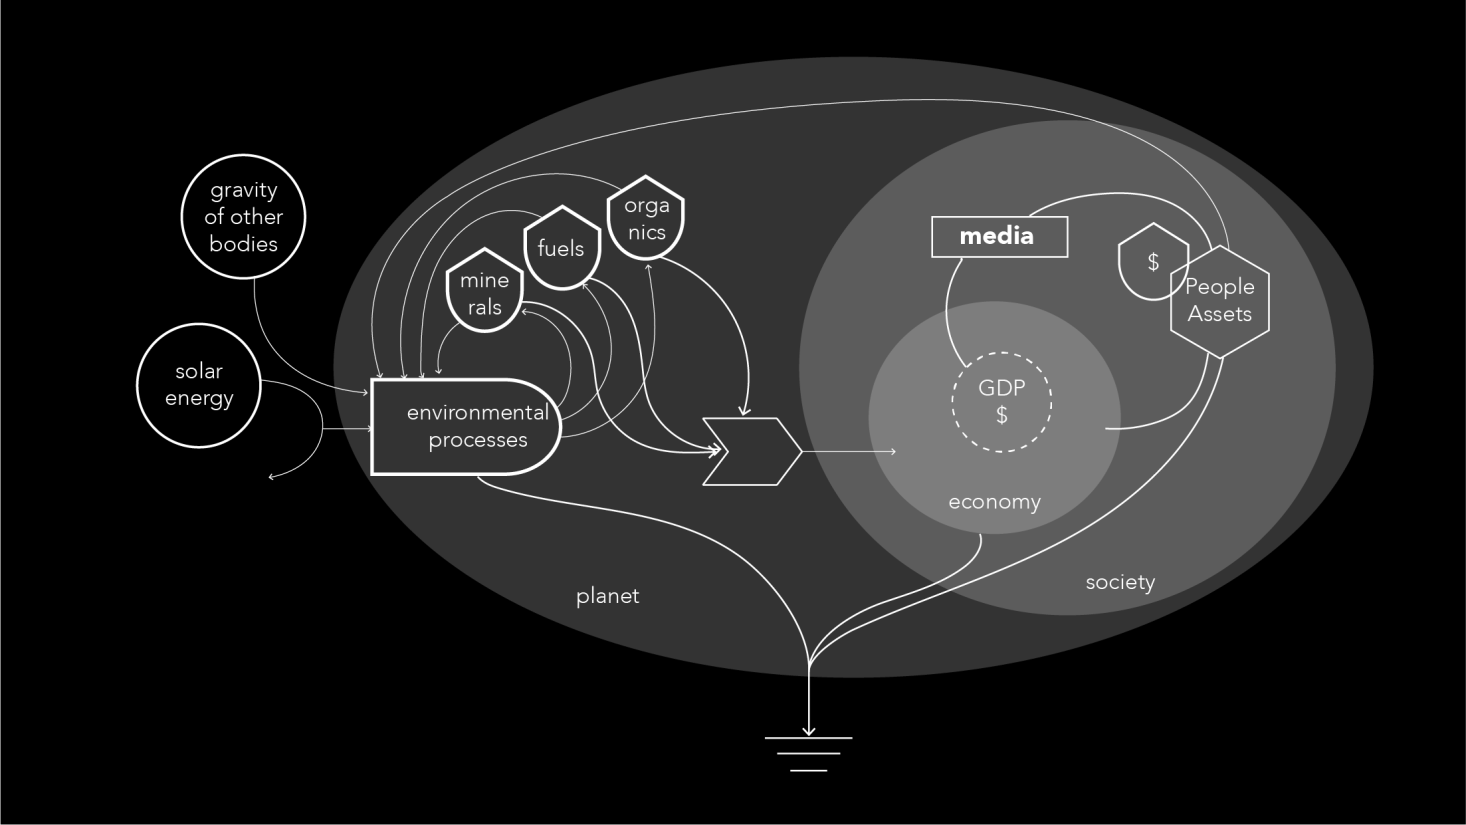 gravity
of other
bodies
solar
energy
mine
rals
fuels
orga
nics
environmental
processes
planet
media
$
People
Assets
GDP
$
economy
society